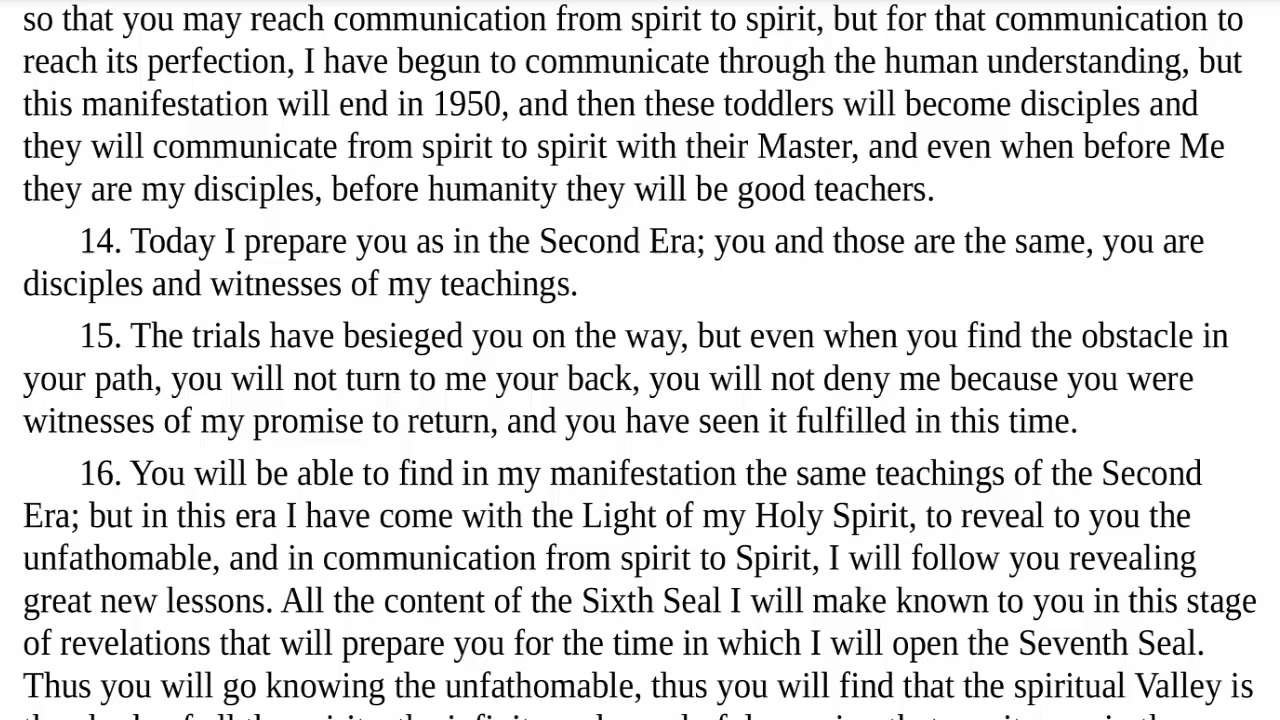 so that you may reach communication from spirit to spirit, but for that communication to
reach its perfection, I have begun to communicate through the human understanding, but
this manifestation will end in 1950, and then these toddlers will become disciples and
they will communicate from spirit to spirit with their Master, and even when before Me
they are my disciples, before humanity they will be good teachers.
14. Today I prepare you as in the Second Era; you and those are the same, you are
disciples and witnesses of my teachings.
15. The trials have besieged you on the way, but even when you find the obstacle in
your path, you will not turn to me your back, you will not deny me because you were
witnesses of my promise to return, and you have seen it fulfilled in this time.
16. You will be able to find in my manifestation the same teachings of the Second
Era; but in this era I have come with the Light of my Holy Spirit, to reveal to you the
unfathomable, and in communication from spirit to Spirit, I will follow you revealing
great new lessons. All the content of the Sixth Seal I will make known to you in this stage
of revelations that will prepare you for the time in which I will open the Seventh Seal.
Thus you will go knowing the unfathomable, thus you will find that the spiritual Valley is